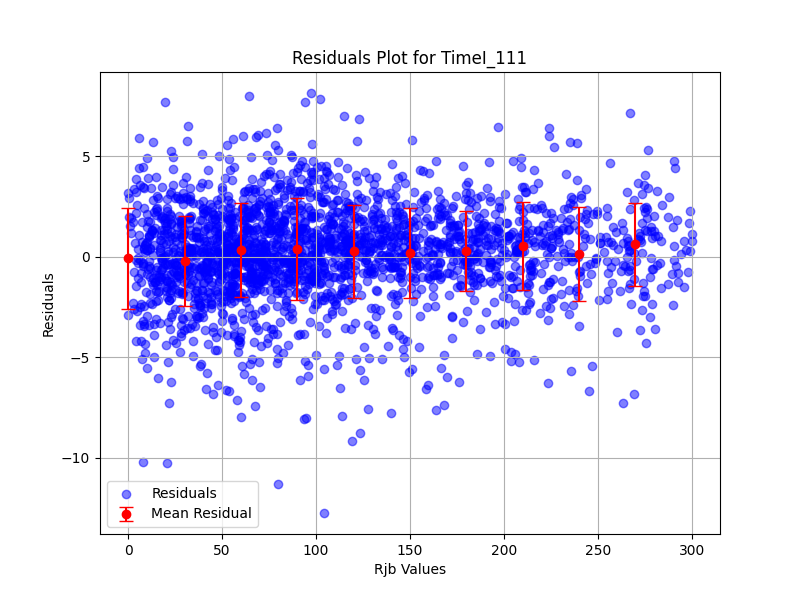 Residuals Plot for TimeI_111
Residuals
5
0
−5
−10
Residuals
Mean Residual
0 50 100 150 200 250 300
Rjb Values